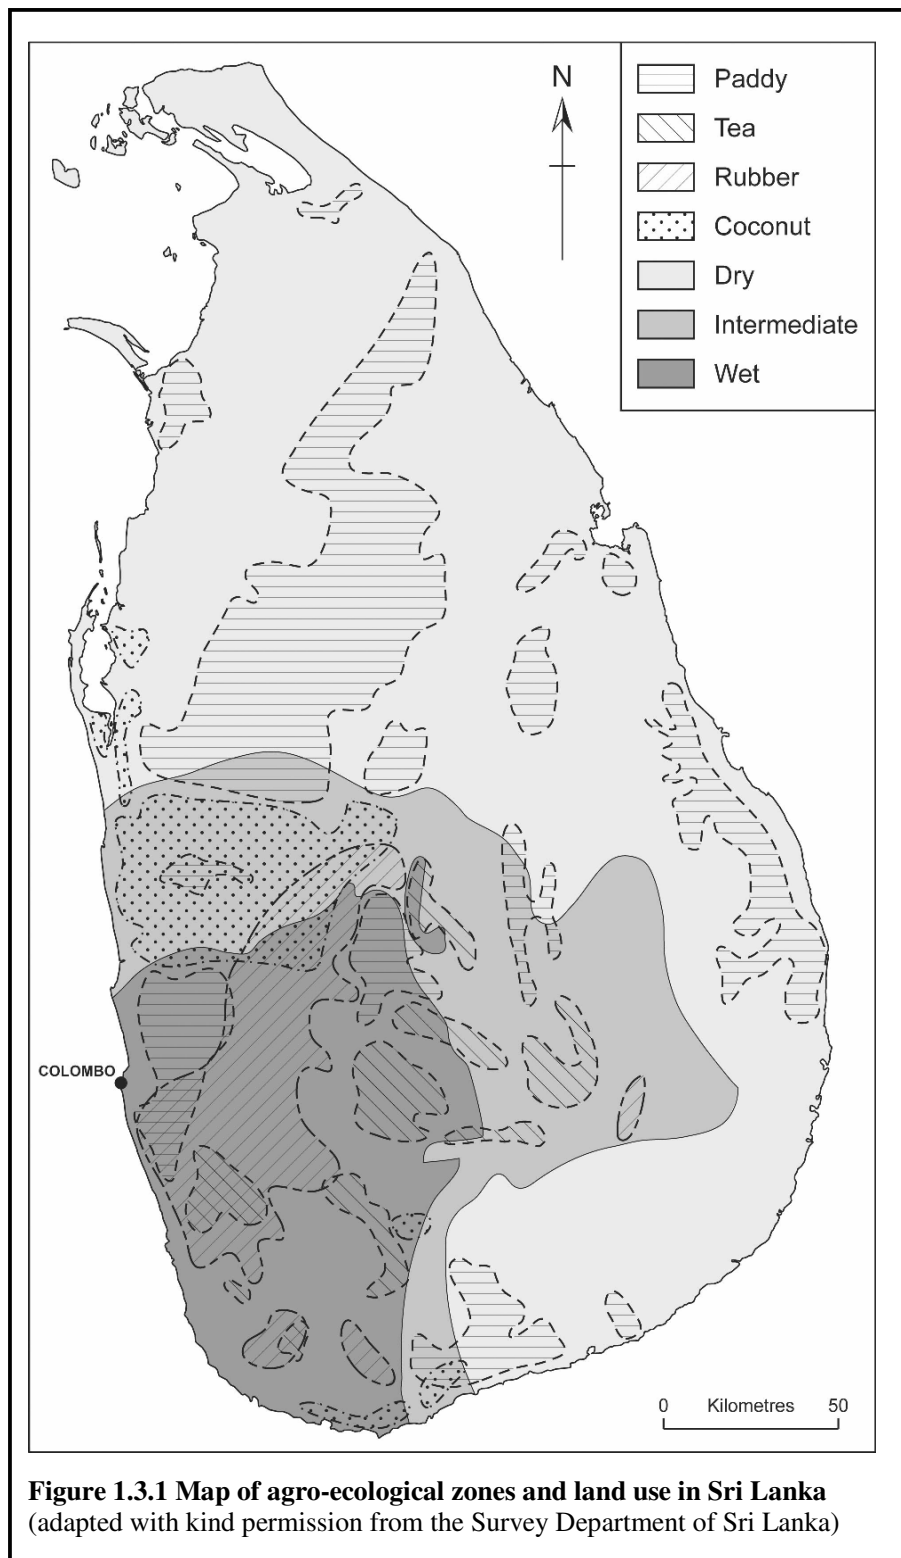 N
Paddy
Tea
Rubber
Coconut
Dry
Intermediate
Wet
COLOMBO
0 Kilometres 50
Figure 1.3.1 Map of agro-ecological zones and land use in Sri Lanka
(adapted with kind permission from the Survey Department of Sri Lanka)